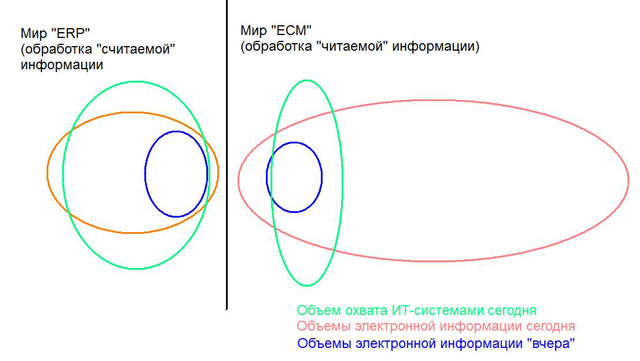 Мир "ERP"
(обработка "считаемой"
информации
Мир "ECM"
(обработка "читаемой" информации)
Объем охвата ИТ-системами сегодня
Объемы электронной информации сегодня
Объемы электронной информации "вчера"